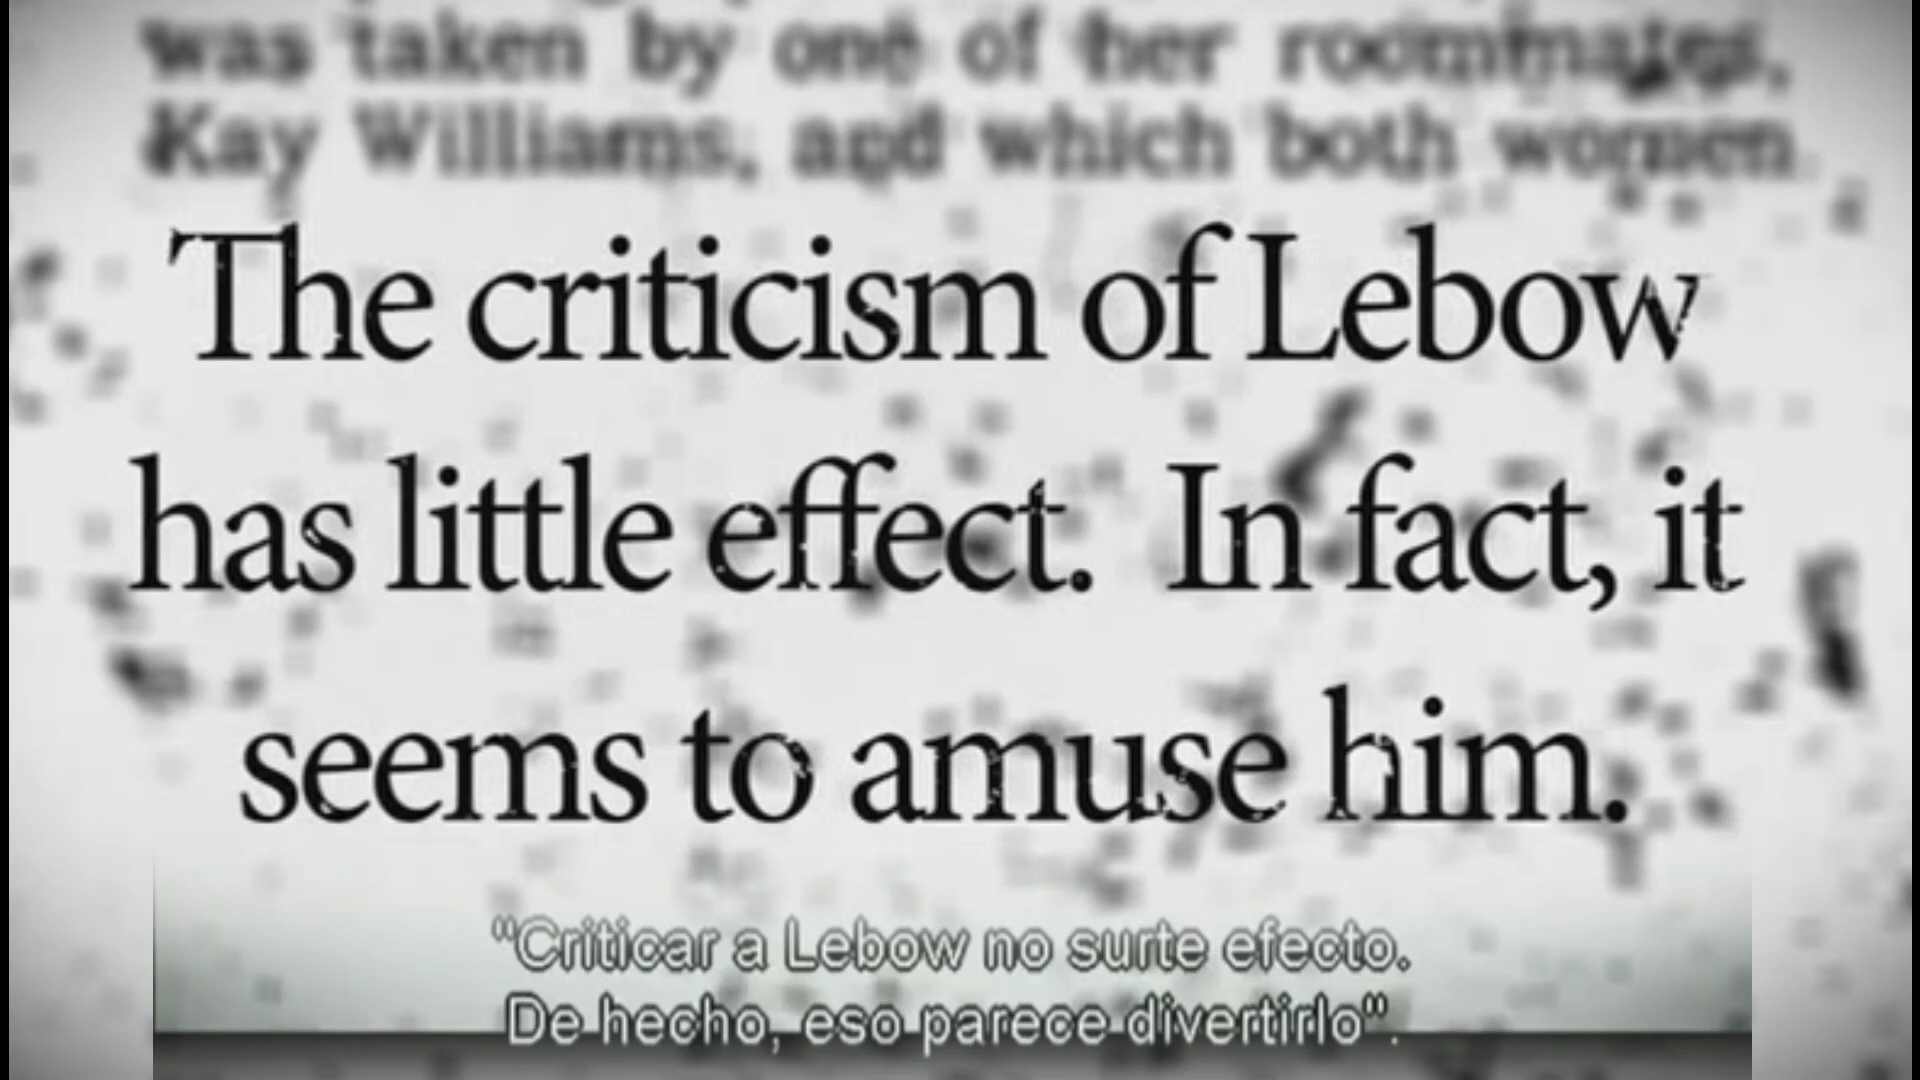 was taken by one of her roommates,
Kay Williams, and which both women
The criticism of Lebow
has little effect. In fact, it
seems to amuse him.
"Criticar a Lebow no surte efecto.
De hecho, eso parece divertirlo".